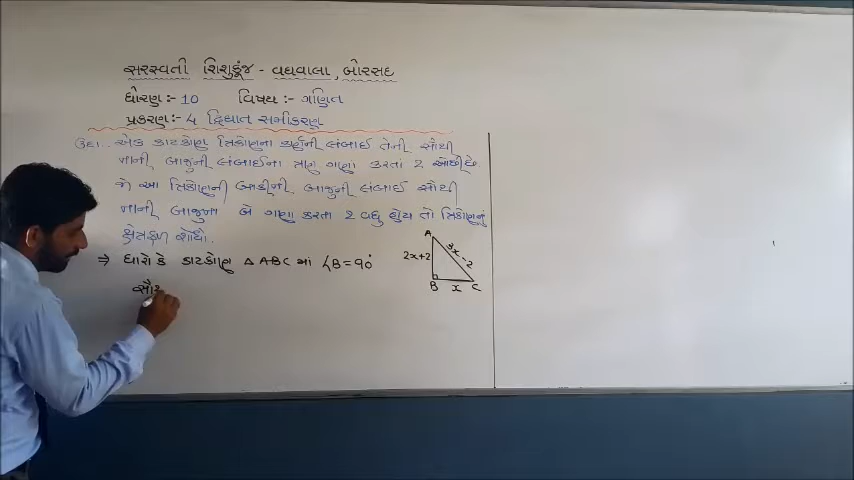 સરસ્વતી શિશુકુંજ - વઘવાલા, બોરસદ
ધોરણ :- 10 વિષય :- ગણિત
પ્રકરણ :- 4 દ્વિઘાત સમીકરણ
ઉદા. એક કાટકોણ ત્રિકોણના કર્ણની લંબાઈ તેની સૌથી
નાની બાજુની લંબાઈના ત્રણ ગણા કરતાં 2 ઓછી છે.
જો આ ત્રિકોણની બાકીની બાજુની લંબાઈ સૌથી
નાની બાજુના બે ગણા કરતા 2 વધુ હોય તો ત્રિકોણનું
ક્ષેત્રફળ શોધો.
⇒ ધારો કે કાટકોણ △ ABC માં ∠B = 90°
A
2x+2
3x-2
B x C